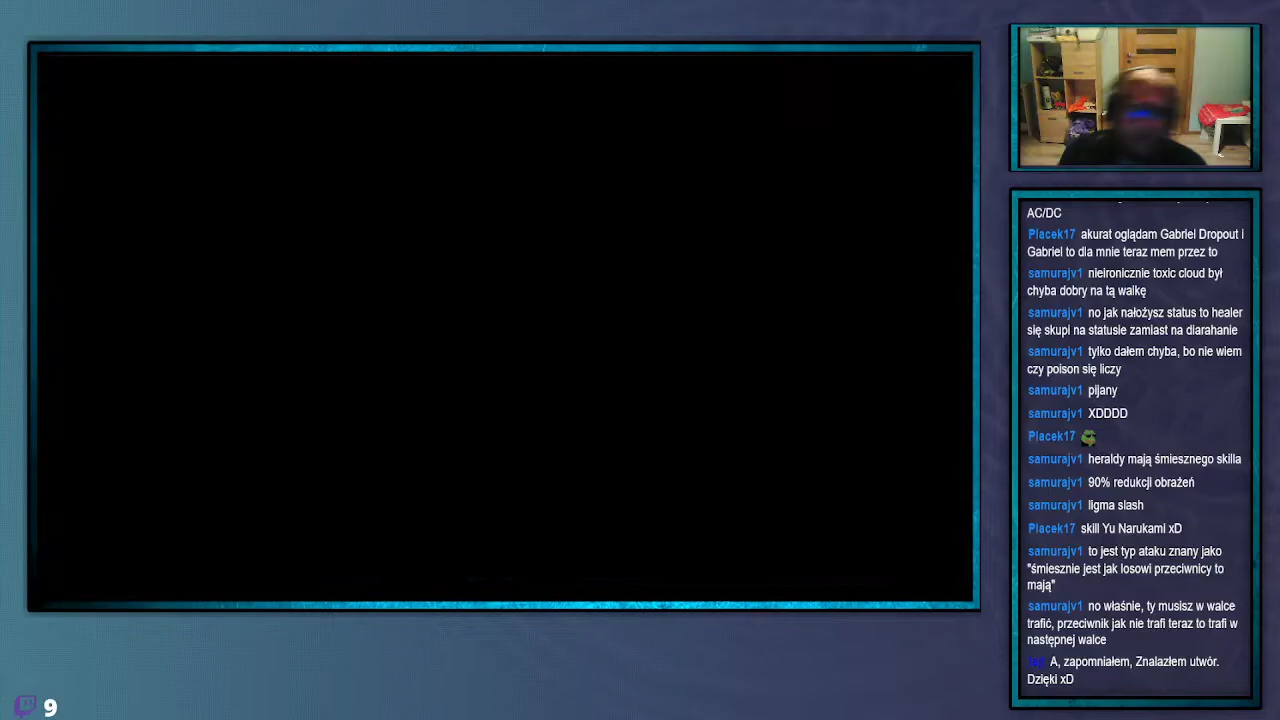 AC/DC
Placek17 akurat oglądam Gabriel Dropout i
Gabriel to dla mnie teraz mem przez to
samurajv1 nieironicznie toxic cloud był
chyba dobry na tą walkę
samurajv1 no jak nałożysz status to healer
się skupi na statusie zamiast na diarahanie
samurajv1 tylko dałem chyba, bo nie wiem
czy poison się liczy
samurajv1 pijany
samurajv1 XDDDD
Placek17
samurajv1 heraldy mają śmiesznego skilla
samurajv1 90% redukcji obrażeń
samurajv1 ligma slash
Placek17 skill Yu Narukami xD
samurajv1 to jest typ ataku znany jako
"śmiesznie jest jak losowi przeciwnicy to
mają"
samurajv1 no właśnie, ty musisz w walce
trafić, przeciwnik jak nie trafi teraz to trafi w
następnej walce
A, zapomniałem, Znalazłem utwór.
Dzięki xD
9